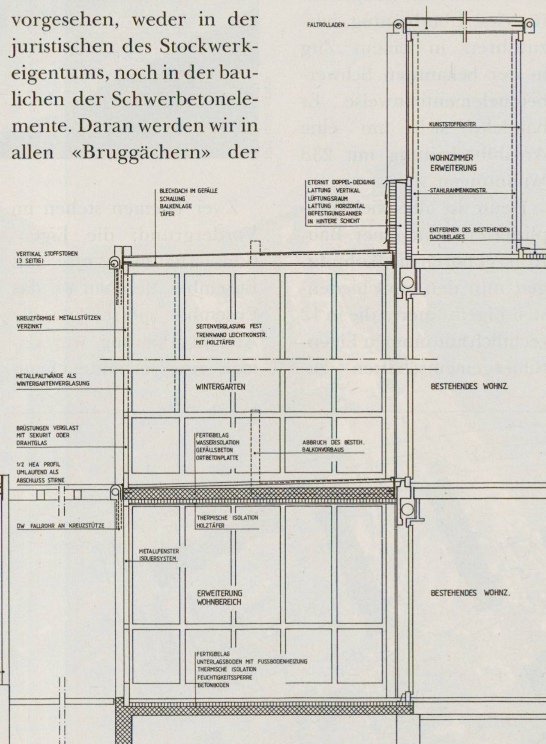 vorgesehen, weder in der
juristischen des Stockwerk-
eigentums, noch in der bau-
lichen der Schwerbetonele-
mente. Daran werden wir in
allen «Bruggächern» der
FALTROLLADEN
KUNSTSTOFFENSTER
WOHNZIMMER
ERWEITERUNG
STAHLRAHMENKONSTR.
ENTFERNEN DES BESTEHENDEN
DACHBELAGES
ETERNIT DOPPEL-DECKUNG
LATTUNG VERTIKAL
LÜFTUNGSRAUM
LATTUNG HORIZONTAL
BEFESTIGUNGSANKER
IN HINTERE SCHICHT
BLECHDACH IM GEFÄLLE
SCHALUNG
BALKENLAGE
TÄFER
VERTIKAL STOFFSTOREN
(3 SEITIG)
KREUZFÖRMIGE METALLSTÜTZEN
VERZINKT
SEITENVERGLASUNG FEST
TRENNWAND LEICHTKONSTR.
MIT HOLZTÄFER
METALLFALTWÄNDE ALS
WINTERGARTENVERGLASUNG
WINTERGARTEN
BESTEHENDES WOHNZ.
BRÜSTUNGEN VERGLAST
MIT SEKURIT ODER
DRAHTGLAS
FERTIGBELAG
WASSERISOLATION
GEFÄLLSBETON
ORTBETONPLATTE
ABBRUCH DES BESTEH.
BALKONVORBAUS
1/2 HEA PROFIL
UMLAUFEND ALS
ABSCHLUSS STIRNE
THERMISCHE ISOLATION
HOLZTÄFER
DW FALLROHR AN KREUZSTÜTZE
METALLFENSTER
ISOLIERSYSTEM
ERWEITERUNG
WOHNBEREICH
BESTEHENDES WOHNZ.
FERTIGBELAG
UNTERLAGSBODEN MIT FUSSBODENHEIZUNG
THERMISCHE ISOLATION
FEUCHTIGKEITSSPERRE
BETONBODEN